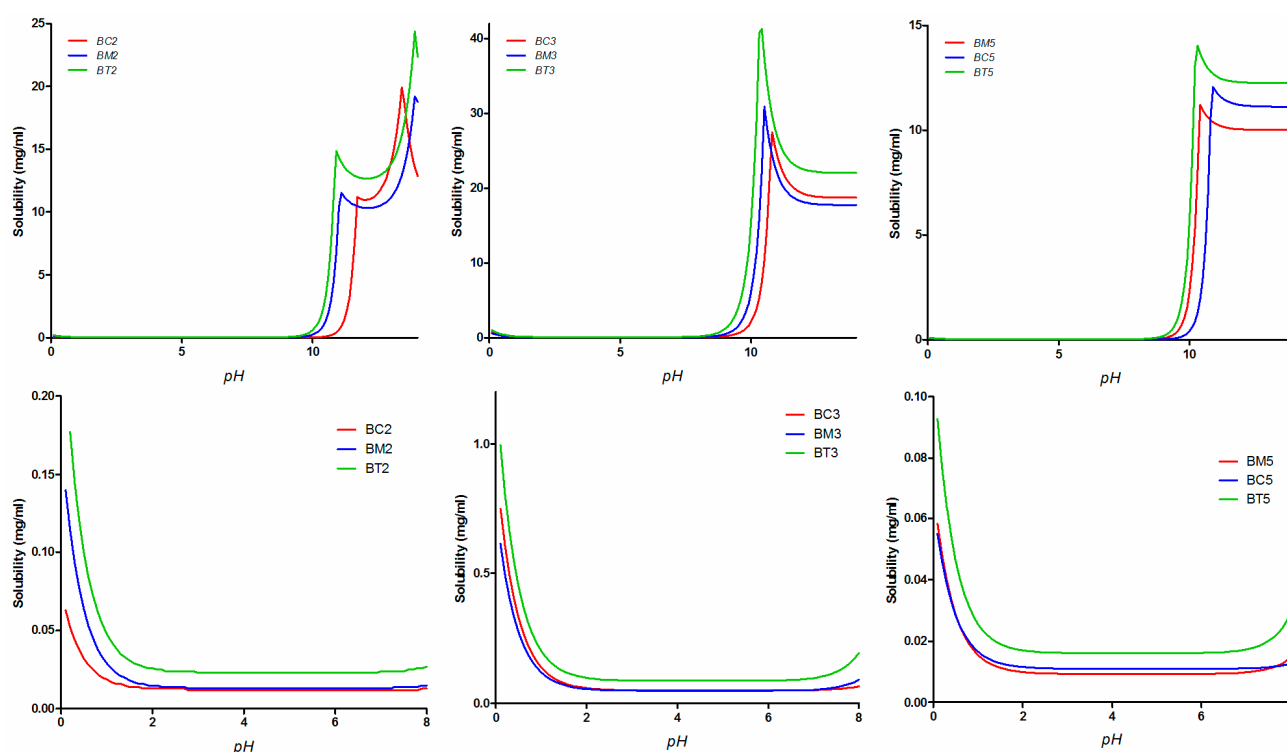 Solubility (mg/ml)
25
20
15
10
5
0
BC2
BM2
BT2
0
5
10
pH
Solubility (mg/ml)
40
30
20
10
0
BC3
BM3
BT3
0
5
10
pH
Solubility (mg/ml)
15
10
5
0
BM5
BC5
BT5
0
5
10
pH
Solubility (mg/ml)
0.20
0.15
0.10
0.05
0.00
BC2
BM2
BT2
0
2
4
6
8
pH
Solubility (mg/ml)
1.0
0.5
0.0
BC3
BM3
BT3
0
2
4
6
8
pH
Solubility (mg/ml)
0.10
0.08
0.06
0.04
0.02
0.00
BM5
BC5
BT5
0
2
4
6
pH